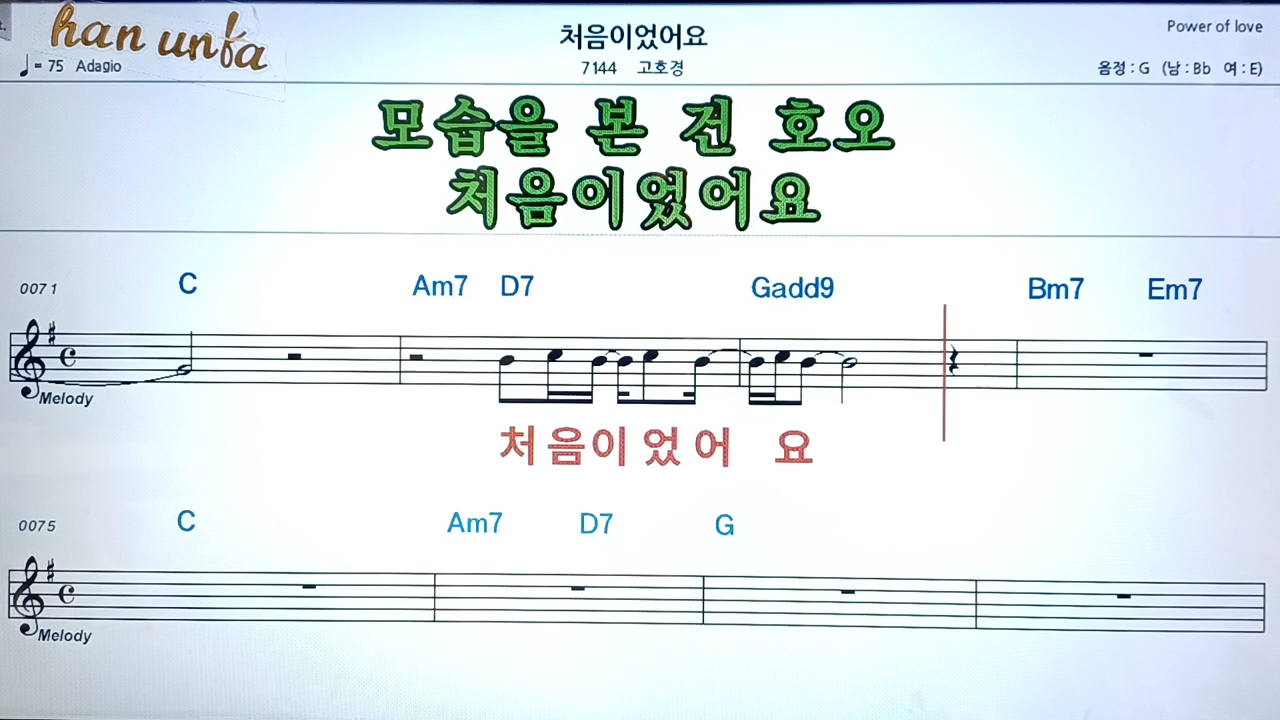 han unfa
처음이었어요
Power of love
♩= 75 Adagio
7144 고호경
음정 : G (남 : Bb 여 : E)
모습을 본 건 호오
처음이었어요
0071 C Am7 D7 Gadd9 Bm7 Em7
Melody
처음이었어 요
0075 C Am7 D7 G
Melody